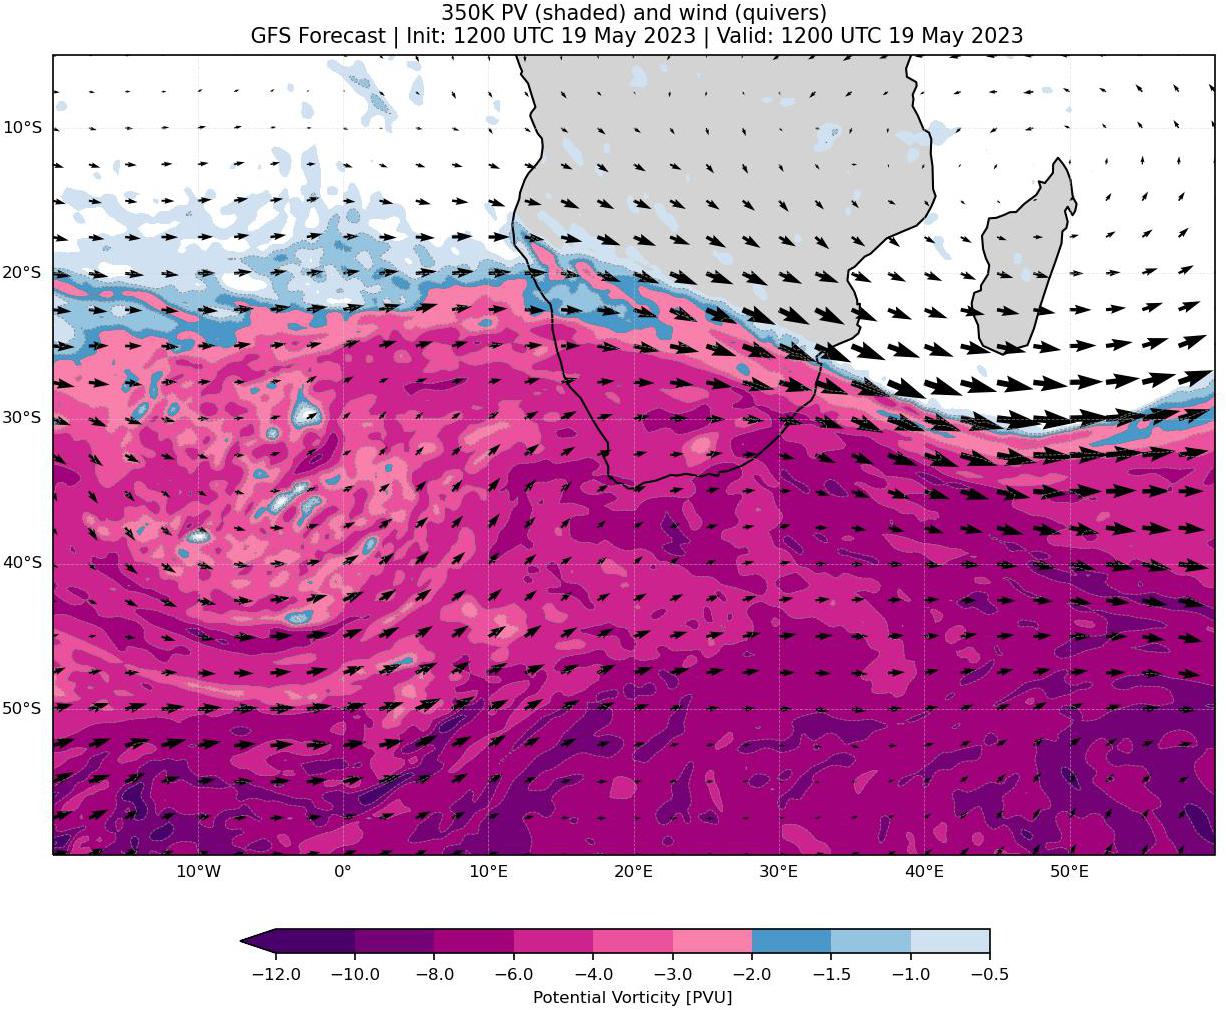 350K PV (shaded) and wind (quivers)
GFS Forecast | Init: 1200 UTC 19 May 2023 | Valid: 1200 UTC 19 May 2023
10°S
20°S
30°S
40°S
50°S
10°W 0° 10°E 20°E 30°E 40°E 50°E
−12.0 −10.0 −8.0 −6.0 −4.0 −3.0 −2.0 −1.5 −1.0 −0.5
Potential Vorticity [PVU]